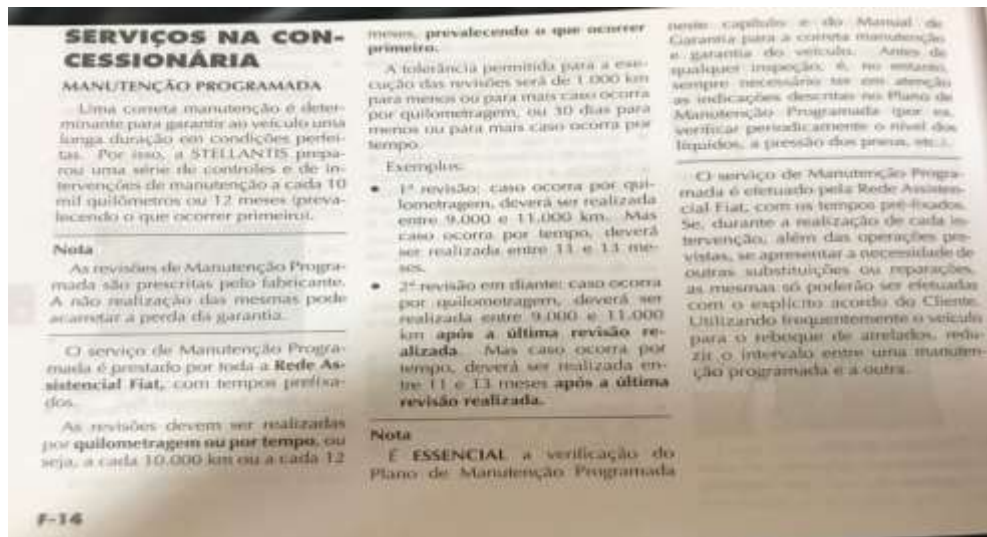 SERVIÇOS NA CON-
CESSIONÁRIA
MANUTENÇÃO PROGRAMADA
Uma correta manutenção é deter-
minante para garantir ao veículo uma
longa duração em condições perfei-
tas. Por isso, a STELLANTIS prepa-
rou uma série de controles e de in-
tervenções de manutenção a cada 10
mil quilômetros ou 12 meses (preva-
lecendo o que ocorrer primeiro).
Nota
As revisões de Manutenção Progra-
mada são prescritas pelo fabricante.
A não realização das mesmas pode
acarretar a perda da garantia.
O serviço de Manutenção Progra-
mada é prestado por toda a Rede As-
sistencial Fiat, com tempos prefixa-
dos.
As revisões devem ser realizadas
por quilometragem ou por tempo, ou
seja, a cada 10.000 km ou a cada 12
meses, prevalecendo o que ocorrer
primeiro.
A tolerância permitida para a exe-
cução das revisões será de 1.000 km
para menos ou para mais caso ocorra
por quilometragem, ou 30 dias para
menos ou para mais caso ocorra por
tempo.
Exemplos:
• 1ª revisão: caso ocorra por qui-
lometragem, deverá ser realizada
entre 9.000 e 11.000 km. Mas
caso ocorra por tempo, deverá
ser realizada entre 11 e 13 me-
ses.
• 2ª revisão em diante: caso ocorra
por quilometragem, deverá ser
realizada entre 9.000 e 11.000
km após a última revisão re-
alizada. Mas caso ocorra por
tempo, deverá ser realizada en-
tre 11 e 13 meses após a última
revisão realizada.
Nota
É ESSENCIAL a verificação do
Plano de Manutenção Programada
neste capítulo e do Manual de
Garantia para a correta manutenção
e garantia do veículo. Antes de
qualquer inspeção, é, no entanto,
sempre necessário ter em atenção
as indicações descritas no Plano de
Manutenção Programada (por ex.
verificar periodicamente o nível dos
líquidos, a pressão dos pneus, etc.).
O serviço de Manutenção Progra-
mada é efetuado pela Rede Assisten-
cial Fiat, com os tempos pré-fixados.
Se, durante a realização de cada in-
tervenção, além das operações pre-
vistas, se apresentar a necessidade de
outras substituições ou reparações,
as mesmas só poderão ser efetuadas
com o explícito acordo do Cliente.
Utilizando frequentemente o veículo
para o reboque de atrelados, redu-
zir o intervalo entre uma manuten-
ção programada e a outra.
F-14